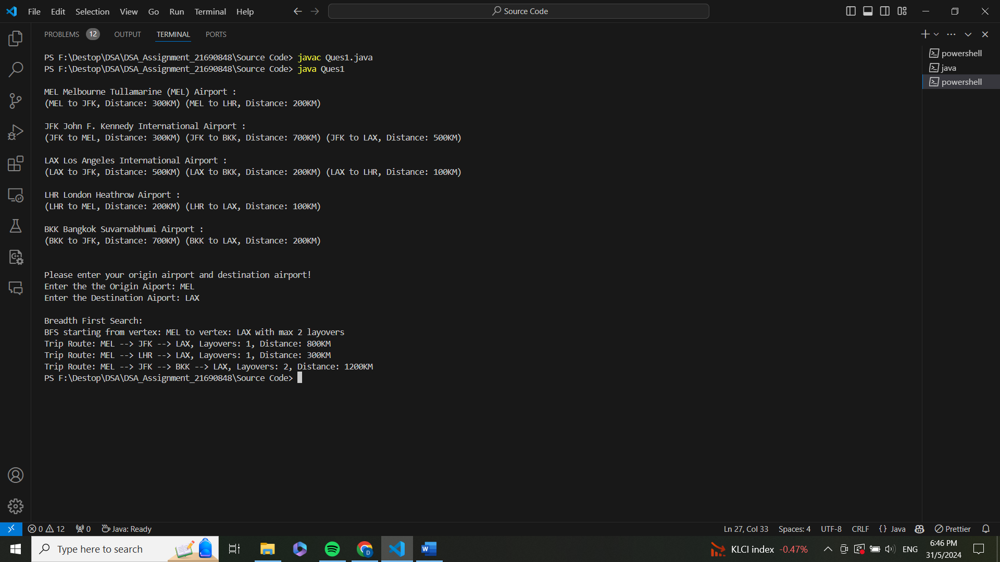 File Edit Selection View Go Run Terminal Help
Source Code
PROBLEMS 12 OUTPUT TERMINAL PORTS
PS F:\Destop\DSA\DSA_Assignment_21690848\Source Code> javac Ques1.java
PS F:\Destop\DSA\DSA_Assignment_21690848\Source Code> java Ques1
MEL Melbourne Tullamarine (MEL) Airport :
(MEL to JFK, Distance: 300KM) (MEL to LHR, Distance: 200KM)
JFK John F. Kennedy International Airport :
(JFK to MEL, Distance: 300KM) (JFK to BKK, Distance: 700KM) (JFK to LAX, Distance: 500KM)
LAX Los Angeles International Airport :
(LAX to JFK, Distance: 500KM) (LAX to BKK, Distance: 200KM) (LAX to LHR, Distance: 100KM)
LHR London Heathrow Airport :
(LHR to MEL, Distance: 200KM) (LHR to LAX, Distance: 100KM)
BKK Bangkok Suvarnabhumi Airport :
(BKK to JFK, Distance: 700KM) (BKK to LAX, Distance: 200KM)
Please enter your origin airport and destination airport!
Enter the the Origin Aiport: MEL
Enter the Destination Aiport: LAX
Breadth First Search:
BFS starting from vertex: MEL to vertex: LAX with max 2 layovers
Trip Route: MEL --> JFK --> LAX, Layovers: 1, Distance: 800KM
Trip Route: MEL --> LHR --> LAX, Layovers: 1, Distance: 300KM
Trip Route: MEL --> JFK --> BKK --> LAX, Layovers: 2, Distance: 1200KM
PS F:\Destop\DSA\DSA_Assignment_21690848\Source Code>
powershell
java
powershell
0 12 0 Java: Ready
Ln 27, Col 33 Spaces: 4 UTF-8 CRLF {} Java Prettier
Type here to search
KLCI index -0.47%
ENG
6:46 PM
31/5/2024